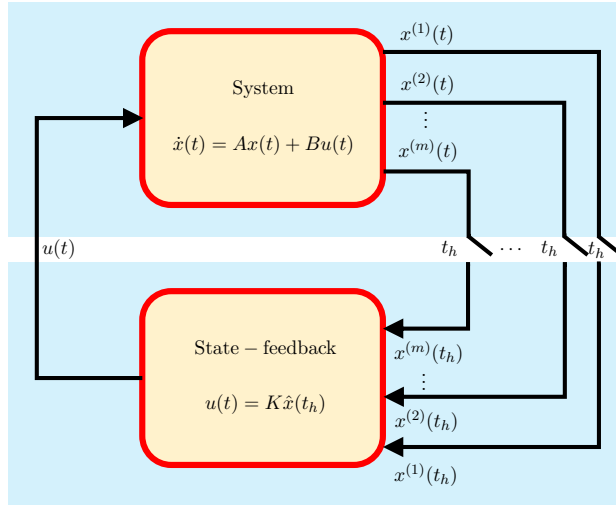 x^{(1)}(t)
x^{(2)}(t)
⋮
x^{(m)}(t)
System
ẋ(t) = Ax(t) + Bu(t)
u(t)
t_h ⋯ t_h t_h
State − feedback
u(t) = Kx̂(t_h)
x^{(m)}(t_h)
⋮
x^{(2)}(t_h)
x^{(1)}(t_h)